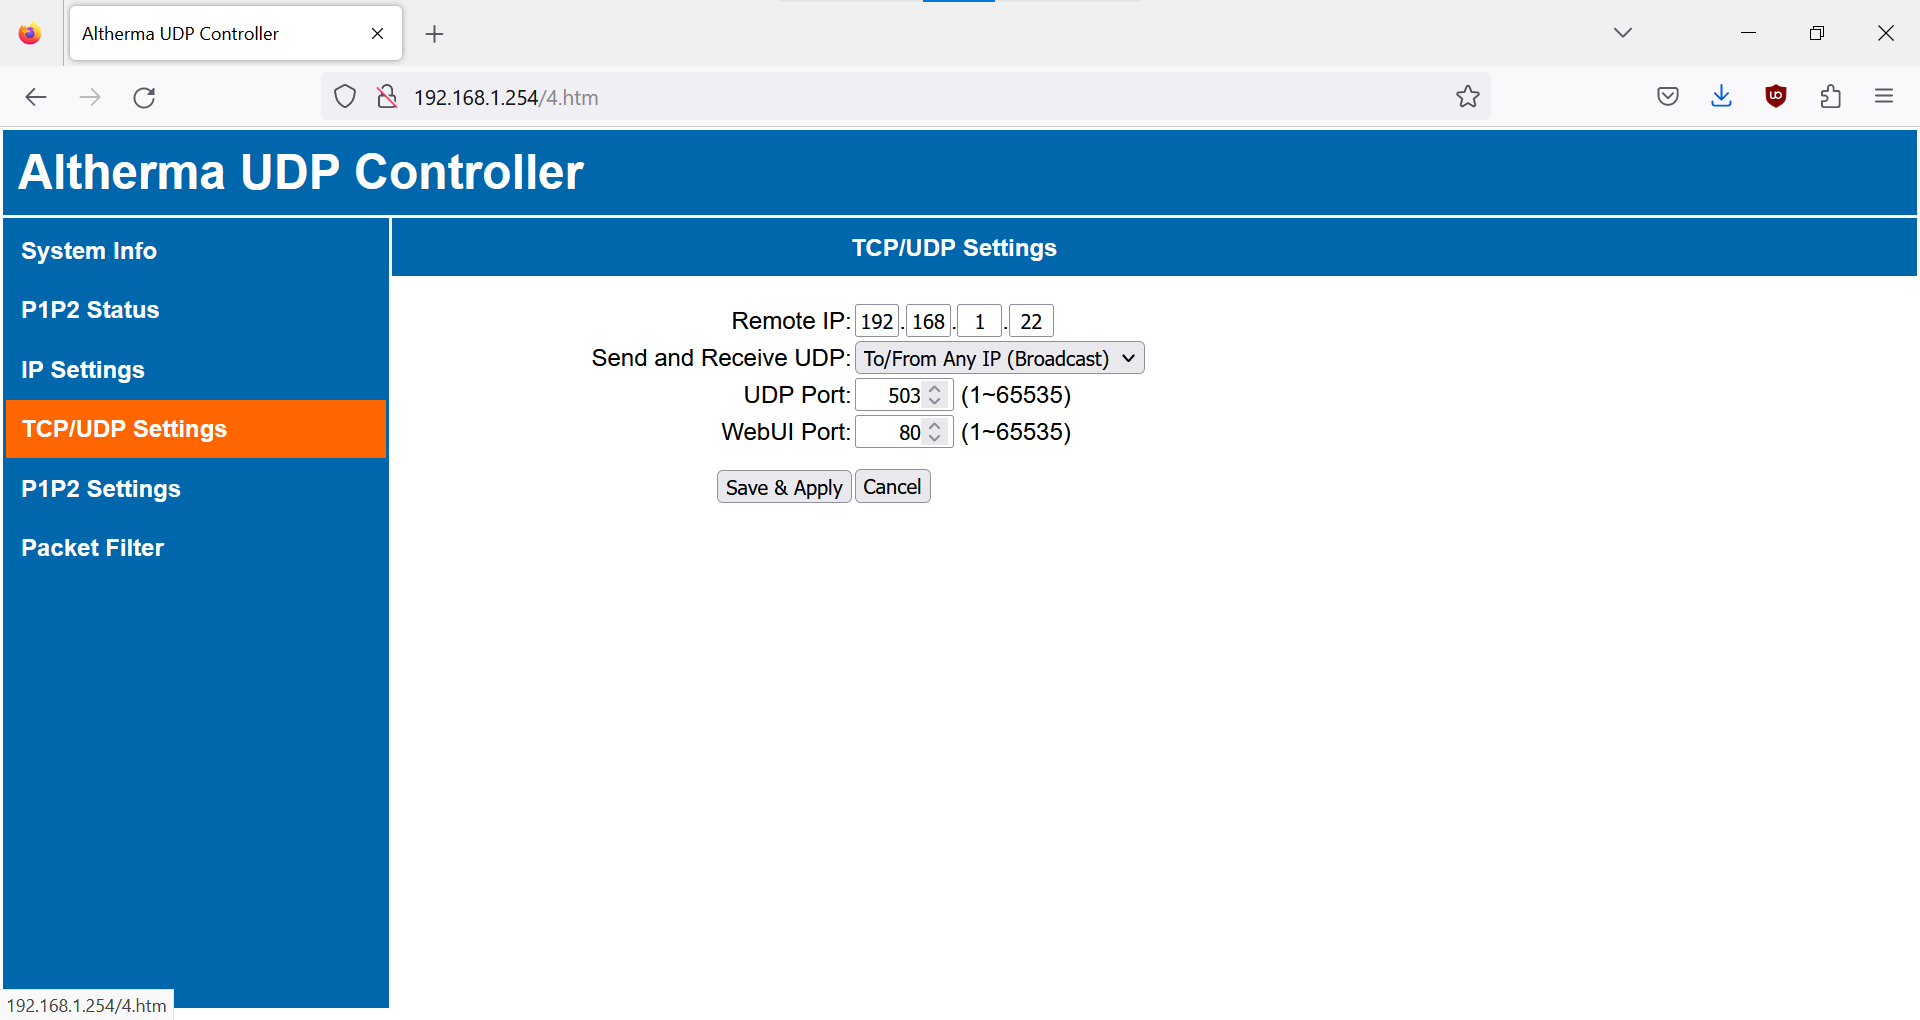 Altherma UDP Controller
192.168.1.254/4.htm
Altherma UDP Controller
System Info
P1P2 Status
IP Settings
TCP/UDP Settings
P1P2 Settings
Packet Filter
TCP/UDP Settings
Remote IP: 192 . 168 . 1 . 22
Send and Receive UDP: To/From Any IP (Broadcast)
UDP Port: 503 (1~65535)
WebUI Port: 80 (1~65535)
Save & Apply Cancel
192.168.1.254/4.htm